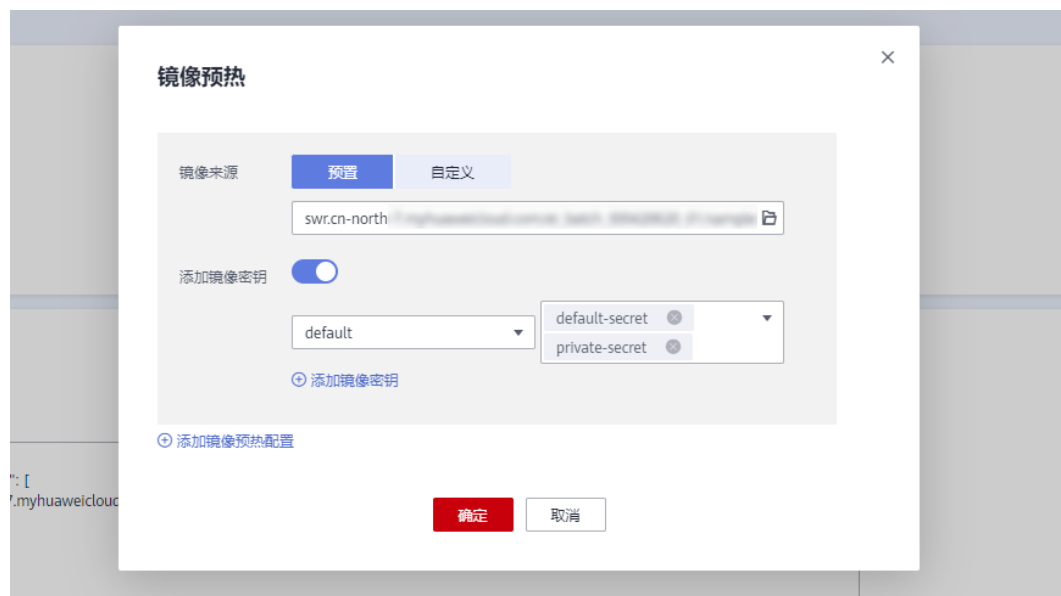 镜像预热
镜像来源
预置
自定义
swr.cn-north
添加镜像密钥
default
default-secret
private-secret
添加镜像密钥
添加镜像预热配置
": [
7.myhuaweicloud
确定
取消